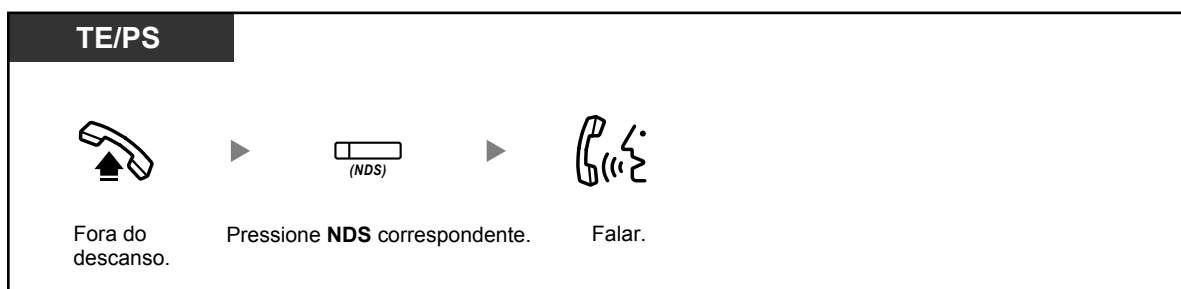 TE/PS
(NDS)
Fora do
descanso.
Pressione NDS correspondente.
Falar.